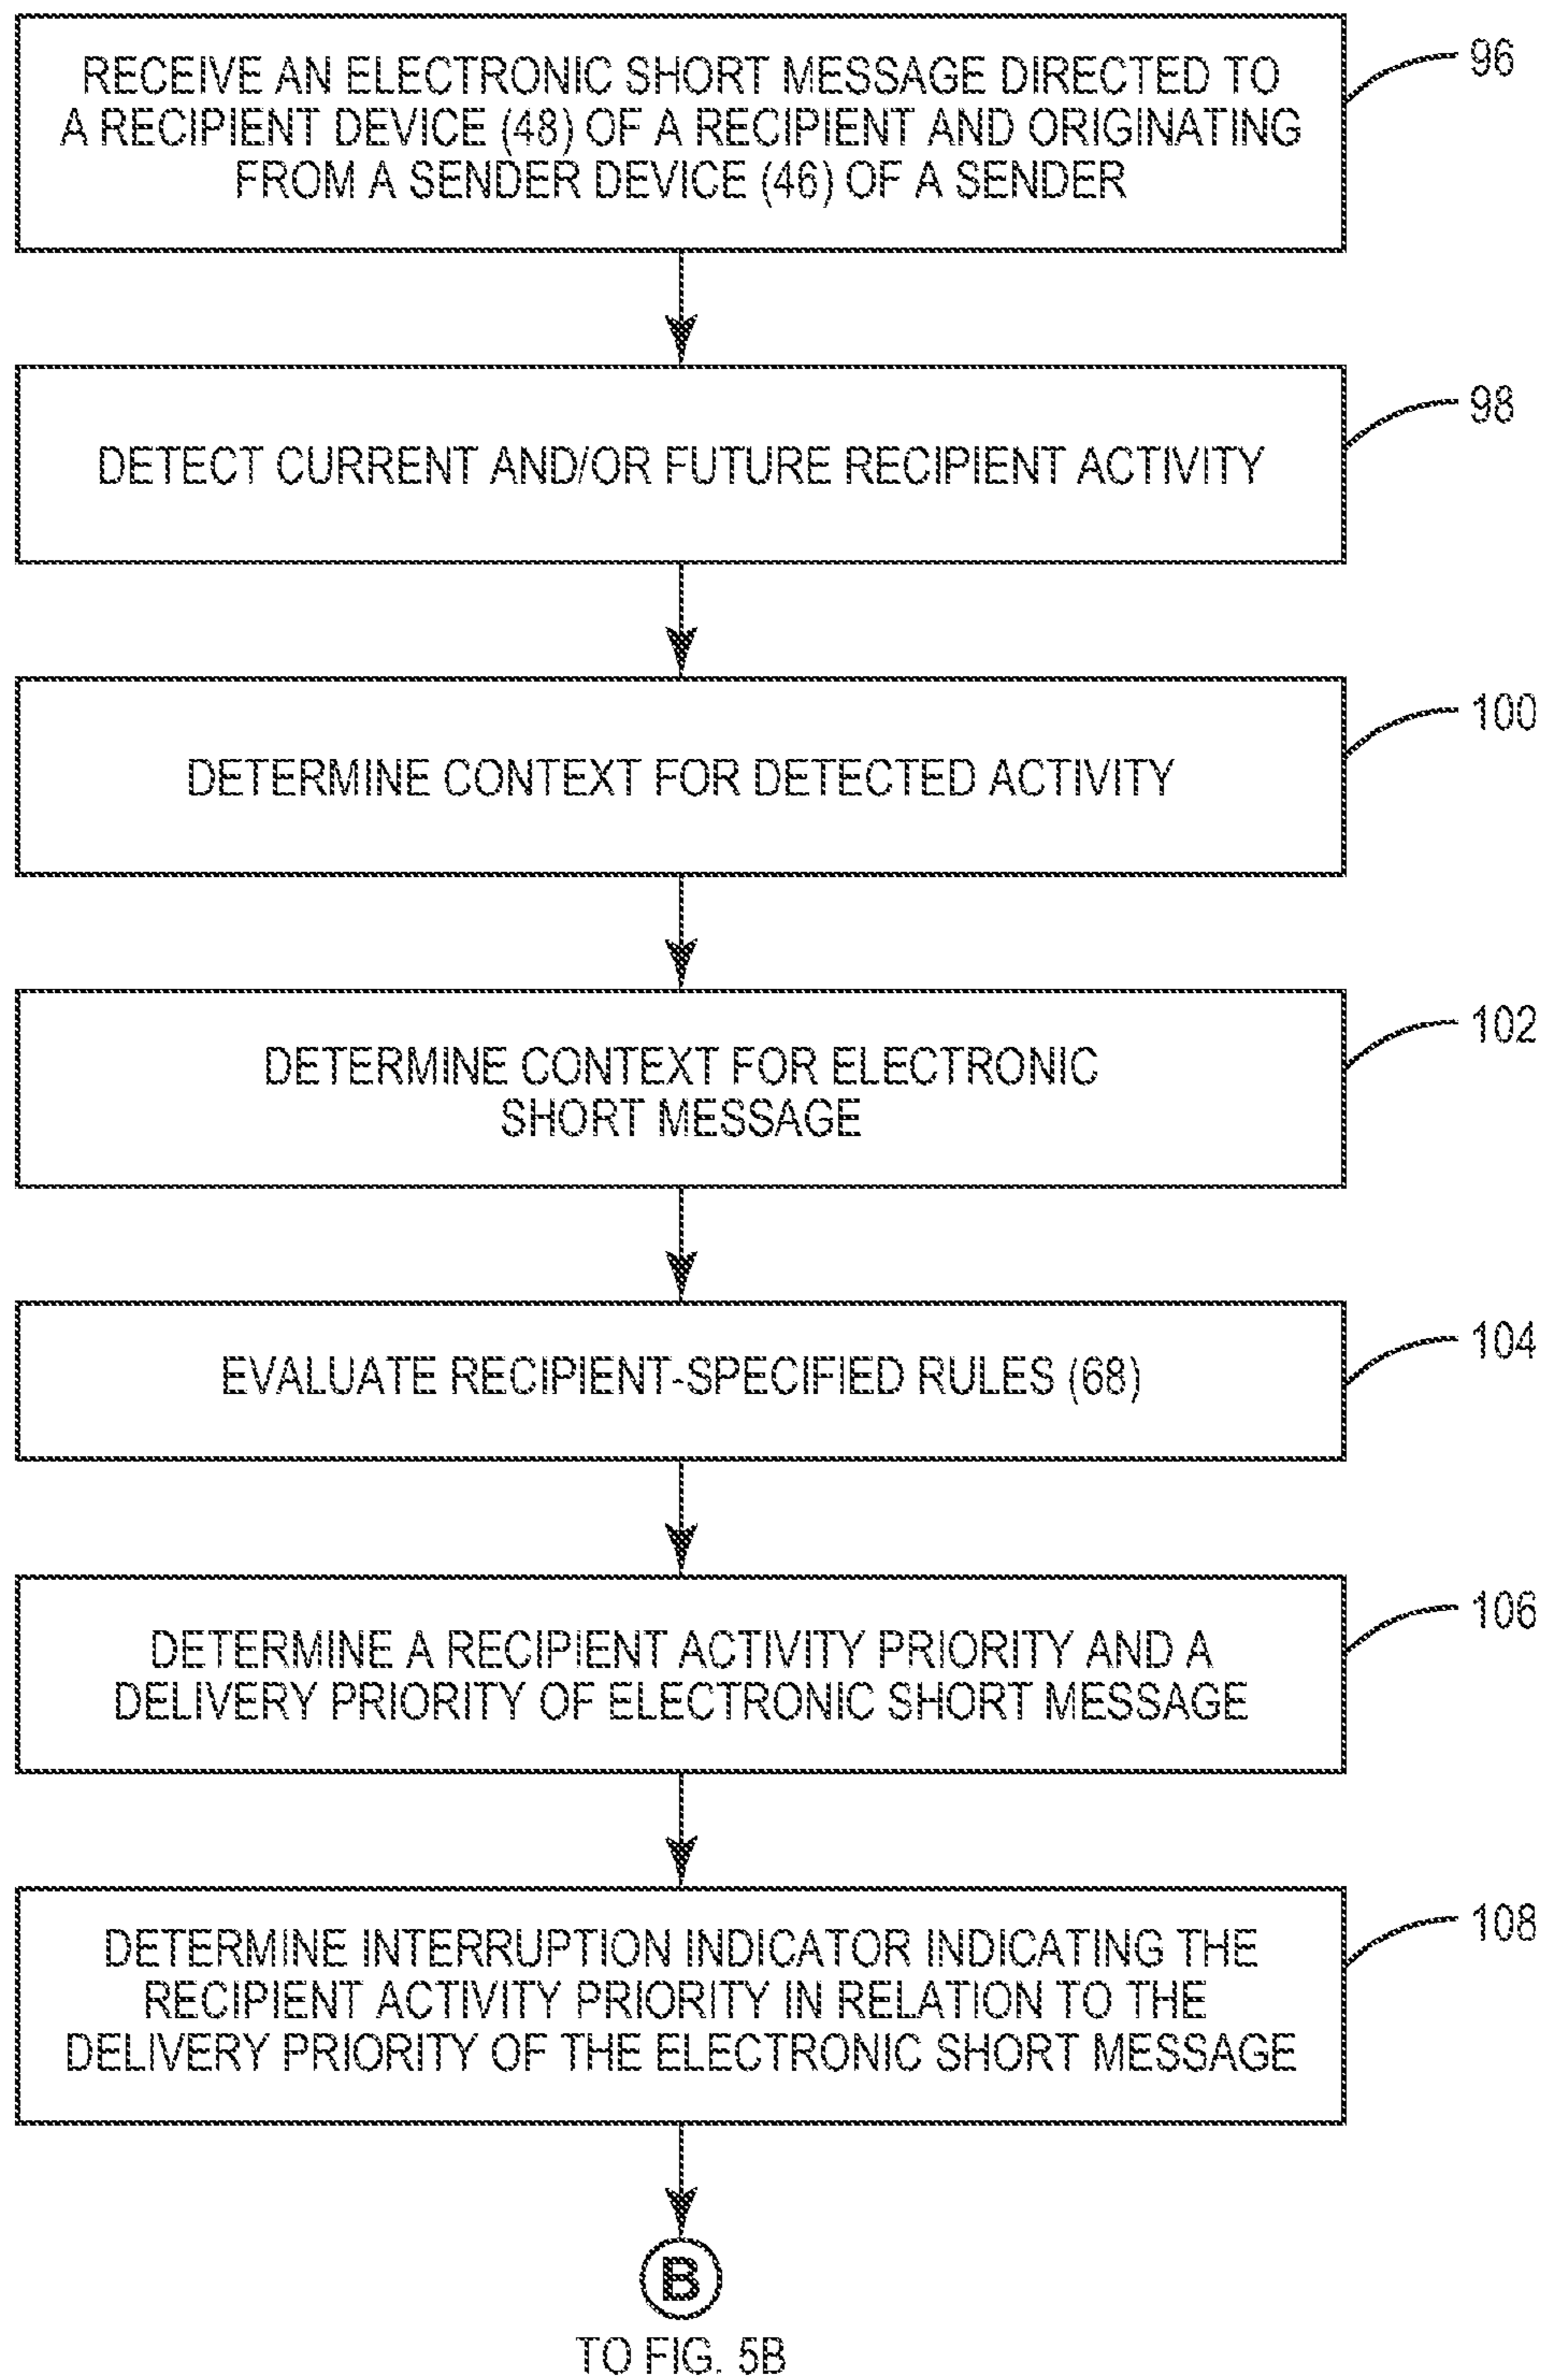 RECEIVE AN ELECTRONIC SHORT MESSAGE DIRECTED TO
A RECIPIENT DEVICE (48) OF A RECIPIENT AND ORIGINATING
FROM A SENDER DEVICE (46) OF A SENDER
96
DETECT CURRENT AND/OR FUTURE RECIPIENT ACTIVITY
98
DETERMINE CONTEXT FOR DETECTED ACTIVITY
100
DETERMINE CONTEXT FOR ELECTRONIC
SHORT MESSAGE
102
EVALUATE RECIPIENT-SPECIFIED RULES (68)
104
DETERMINE A RECIPIENT ACTIVITY PRIORITY AND A
DELIVERY PRIORITY OF ELECTRONIC SHORT MESSAGE
106
DETERMINE INTERRUPTION INDICATOR INDICATING THE
RECIPIENT ACTIVITY PRIORITY IN RELATION TO THE
DELIVERY PRIORITY OF THE ELECTRONIC SHORT MESSAGE
108
B
TO FIG. 5B